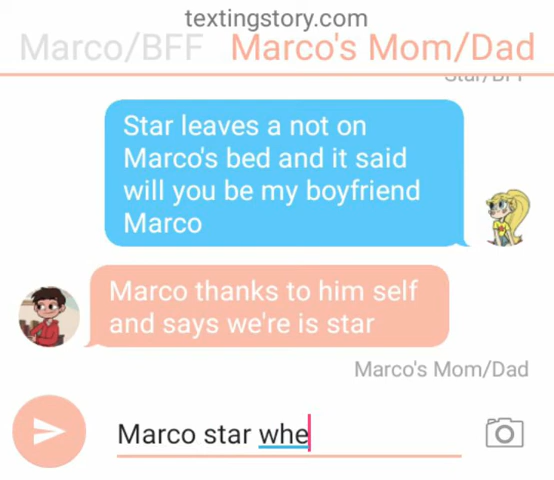 textingstory.com
Marco/BFF Marco's Mom/Dad
Star leaves a not on
Marco's bed and it said
will you be my boyfriend
Marco
Marco thanks to him self
and says we're is star
Marco's Mom/Dad
Marco star whe